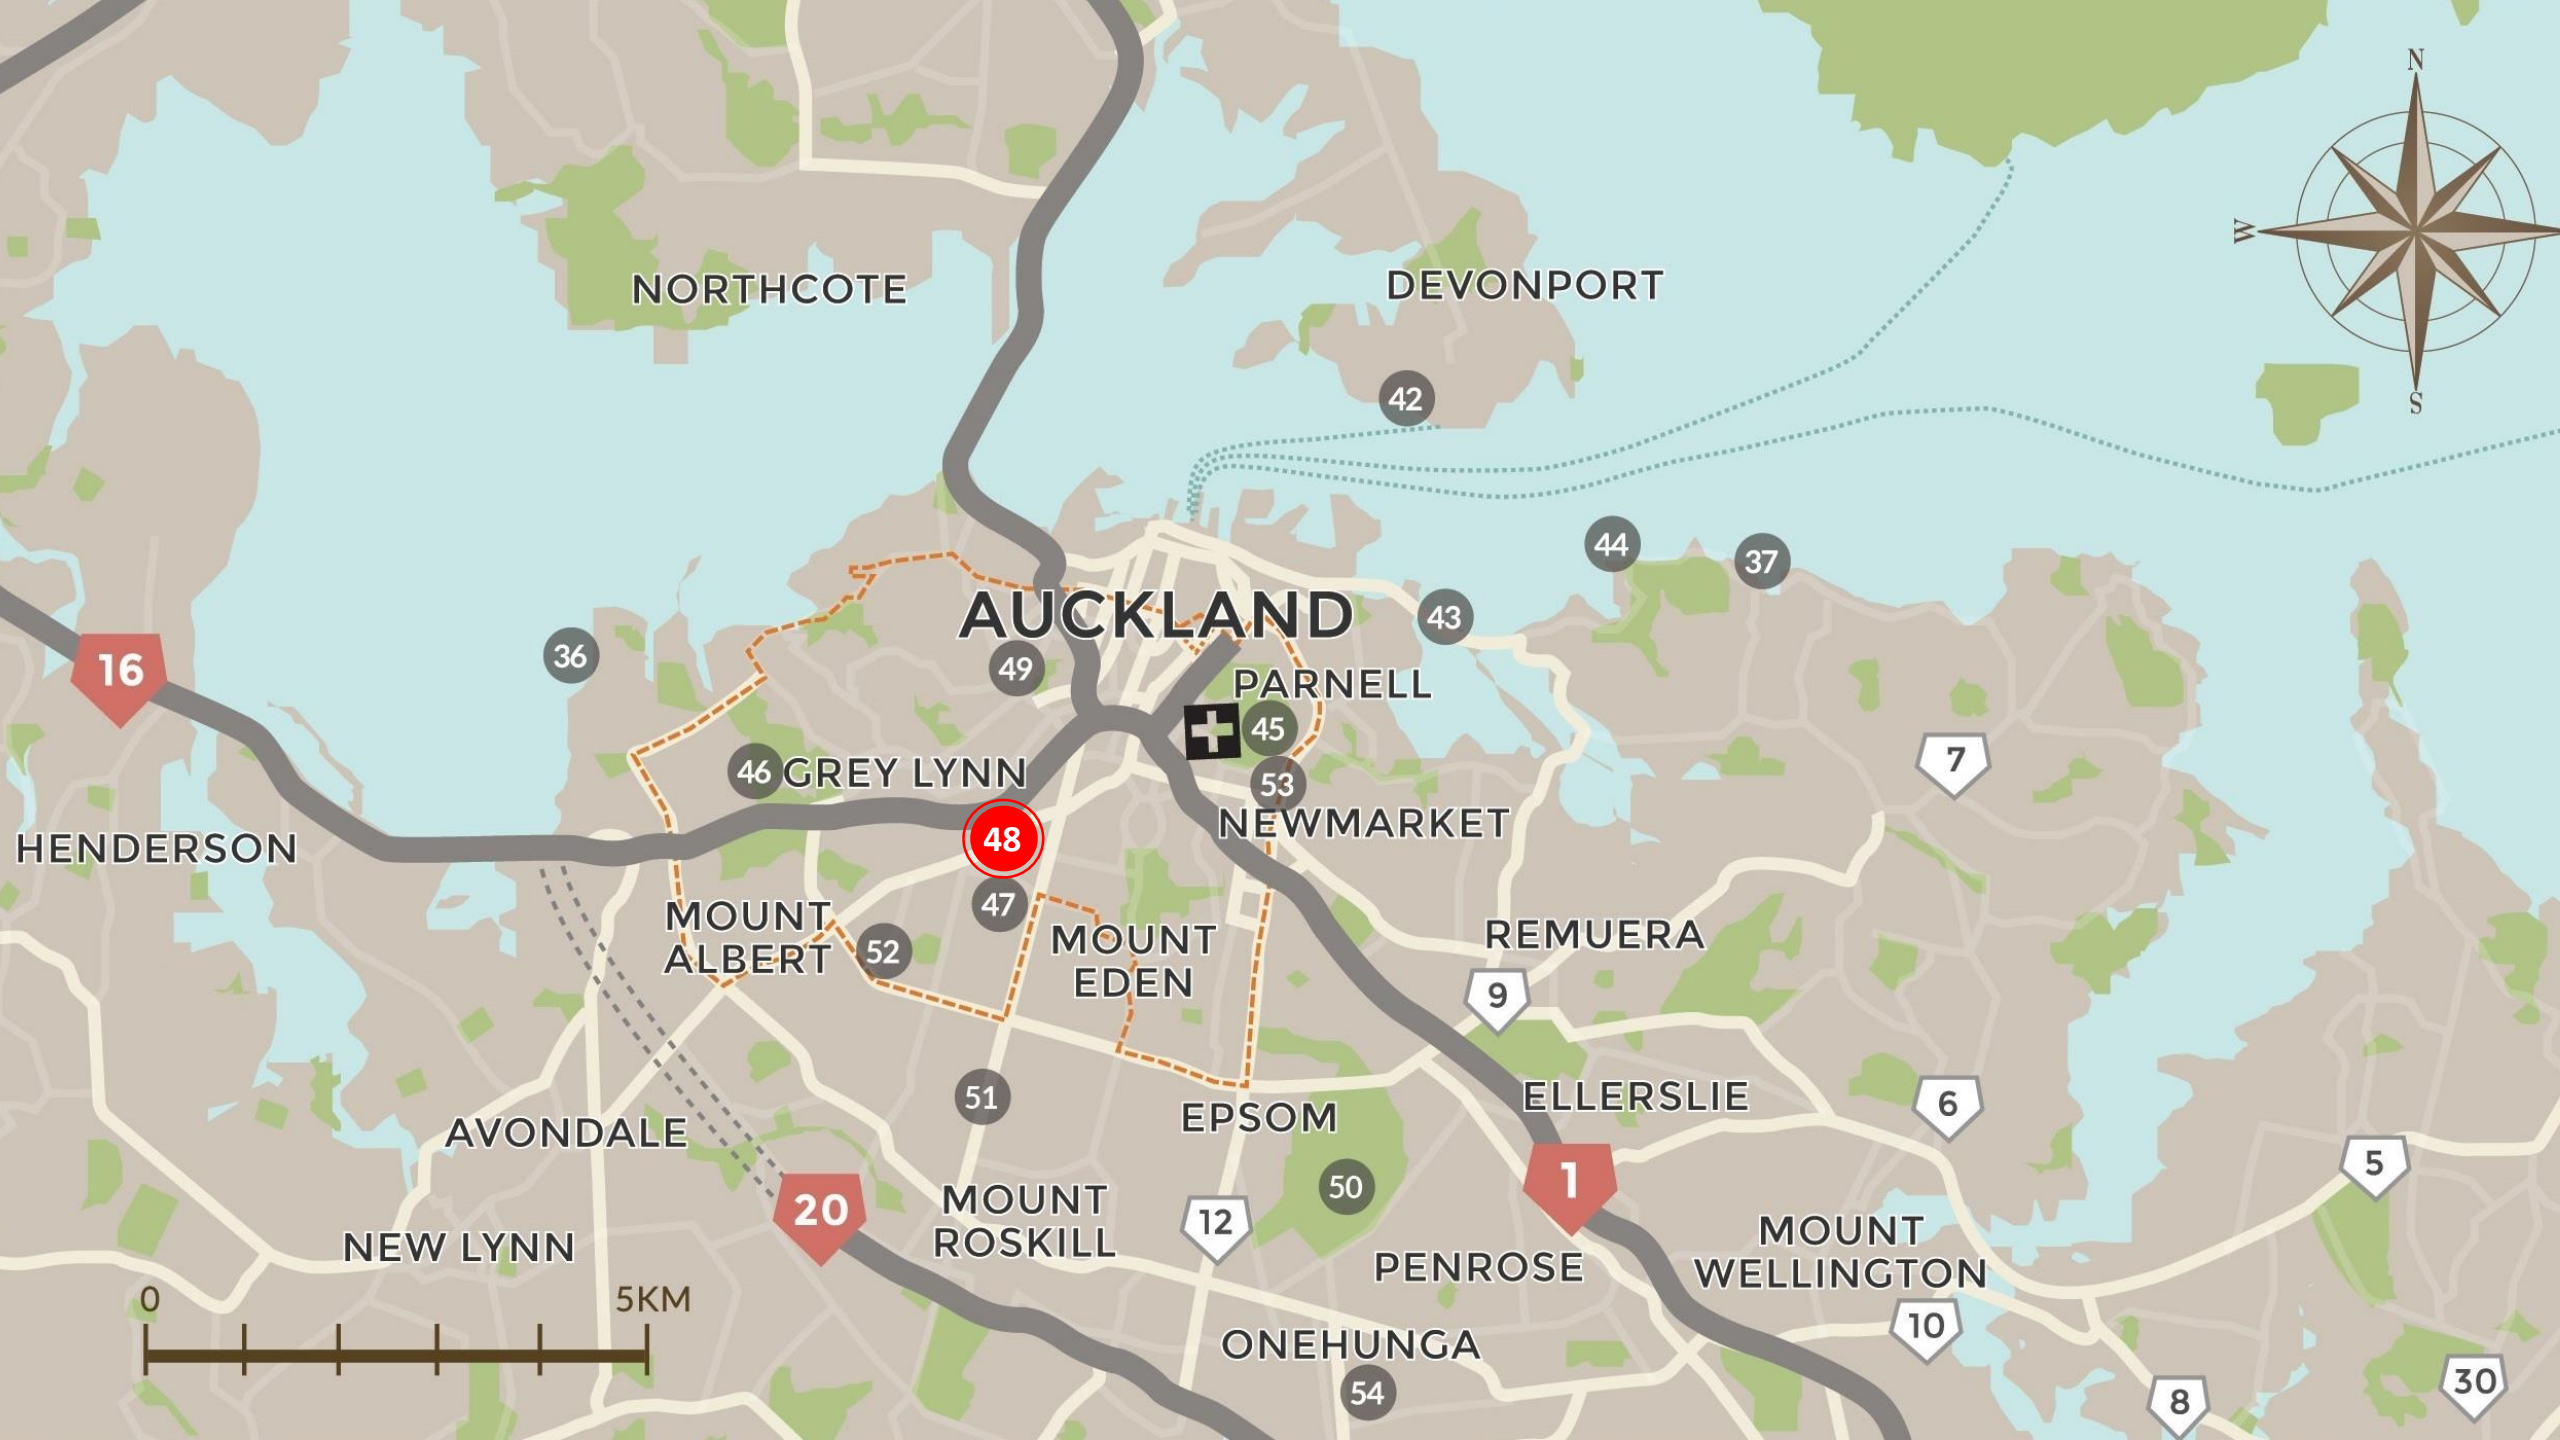 N
W
S
NORTHCOTE
DEVONPORT
42
44
37
AUCKLAND
43
36
16
49
PARNELL
45
46
GREY LYNN
53
7
NEWMARKET
48
HENDERSON
47
MOUNT
ALBERT
52
MOUNT
EDEN
REMUERA
9
51
ELLERSLIE
6
EPSOM
AVONDALE
5
1
50
20
MOUNT
ROSKILL
12
MOUNT
WELLINGTON
NEW LYNN
PENROSE
0 5KM
10
ONEHUNGA
54
30
8